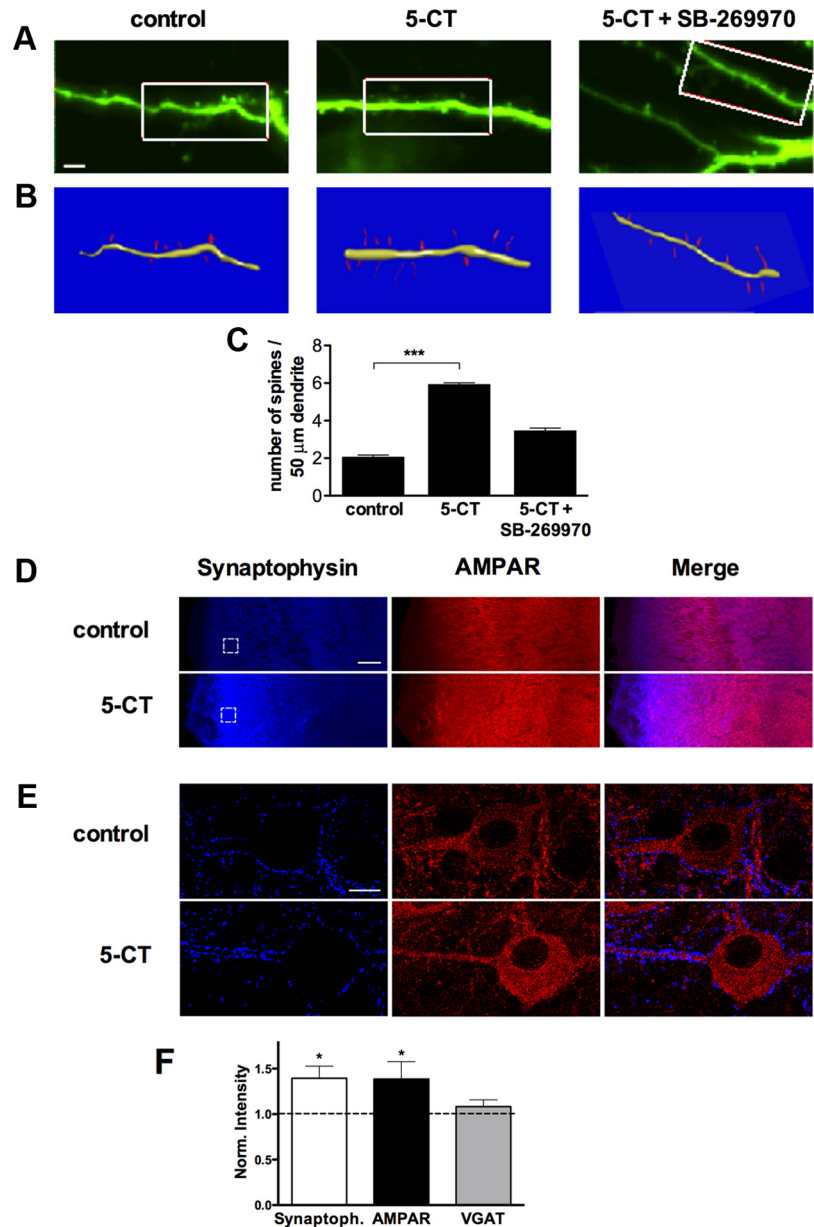 control 5-CT 5-CT + SB-269970
A
B
C
number of spines /
50 μm dendrite
8
6
4
2
0
***
control 5-CT 5-CT +
SB-269970
D
Synaptophysin AMPAR Merge
control
5-CT
E
control
5-CT
F
Norm. Intensity
1.5
1.0
0.5
0.0
* *
Synaptoph. AMPAR VGAT